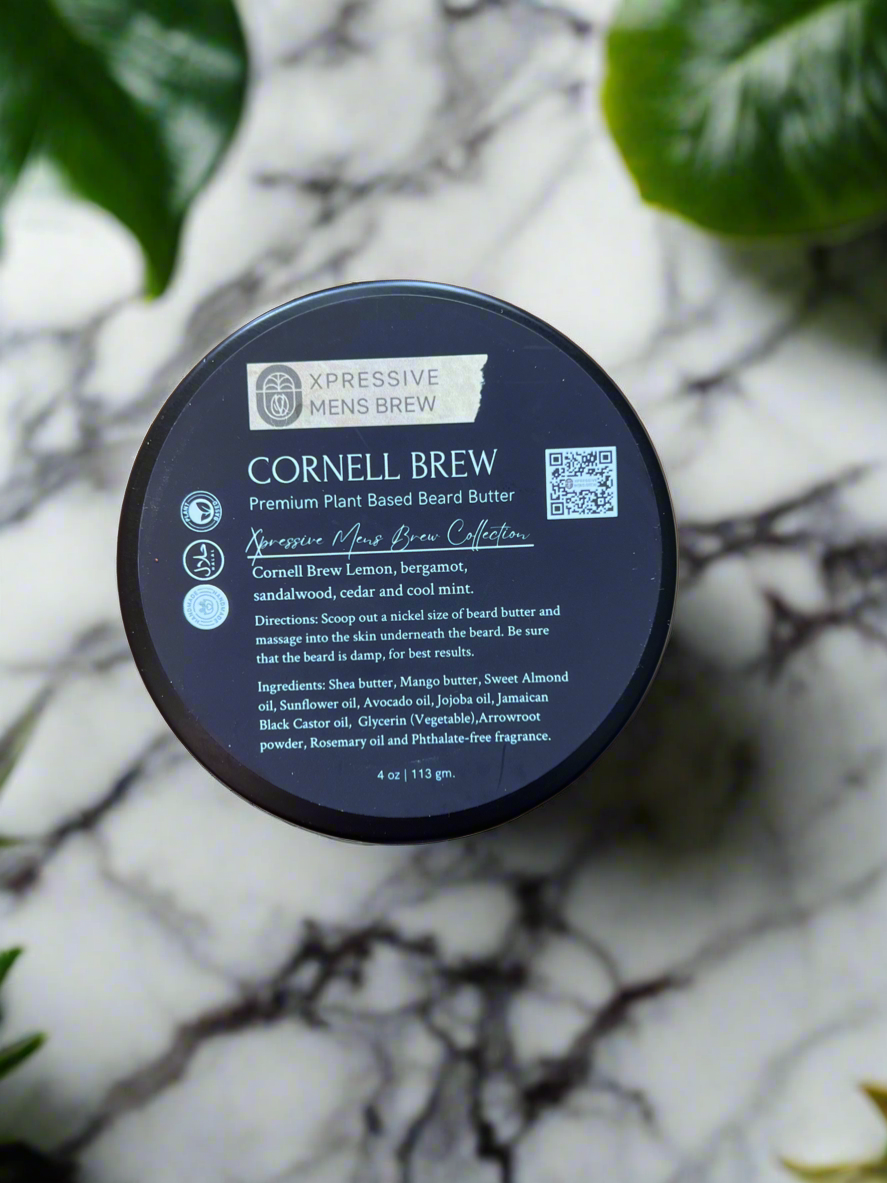 XPRESSIVE
MENS BREW
CORNELL BREW
Premium Plant Based Beard Butter
Xpressive Mens Brew Collection
Cornell Brew Lemon, bergamot,
sandalwood, cedar and cool mint.
Directions: Scoop out a nickel size of beard butter and
massage into the skin underneath the beard. Be sure
that the beard is damp, for best results.
Ingredients: Shea butter, Mango butter, Sweet Almond
oil, Sunflower oil, Avocado oil, Jojoba oil, Jamaican
Black Castor oil, Glycerin (Vegetable),Arrowroot
powder, Rosemary oil and Phthalate-free fragrance.
4 oz | 113 gm.
HANDMADE HANDMADE